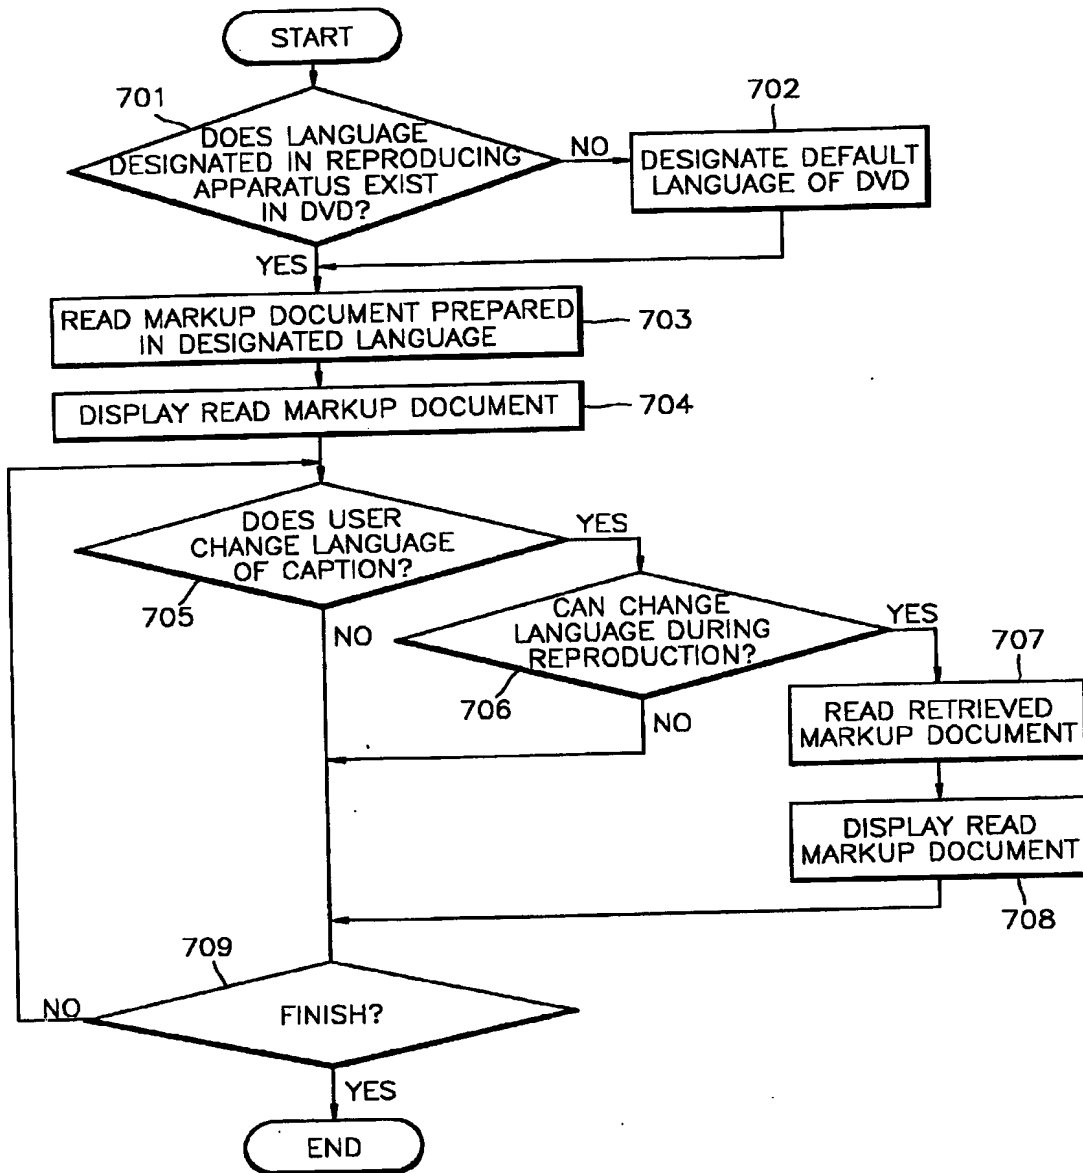 START
701
DOES LANGUAGE
DESIGNATED IN REPRODUCING
APPARATUS EXIST
IN DVD?
NO
702
DESIGNATE DEFAULT
LANGUAGE OF DVD
YES
READ MARKUP DOCUMENT PREPARED
IN DESIGNATED LANGUAGE
703
DISPLAY READ MARKUP DOCUMENT
704
DOES USER
CHANGE LANGUAGE
OF CAPTION?
705
YES
NO
CAN CHANGE
LANGUAGE DURING
REPRODUCTION?
706
YES
NO
707
READ RETRIEVED
MARKUP DOCUMENT
DISPLAY READ
MARKUP DOCUMENT
708
709
FINISH?
NO
YES
END